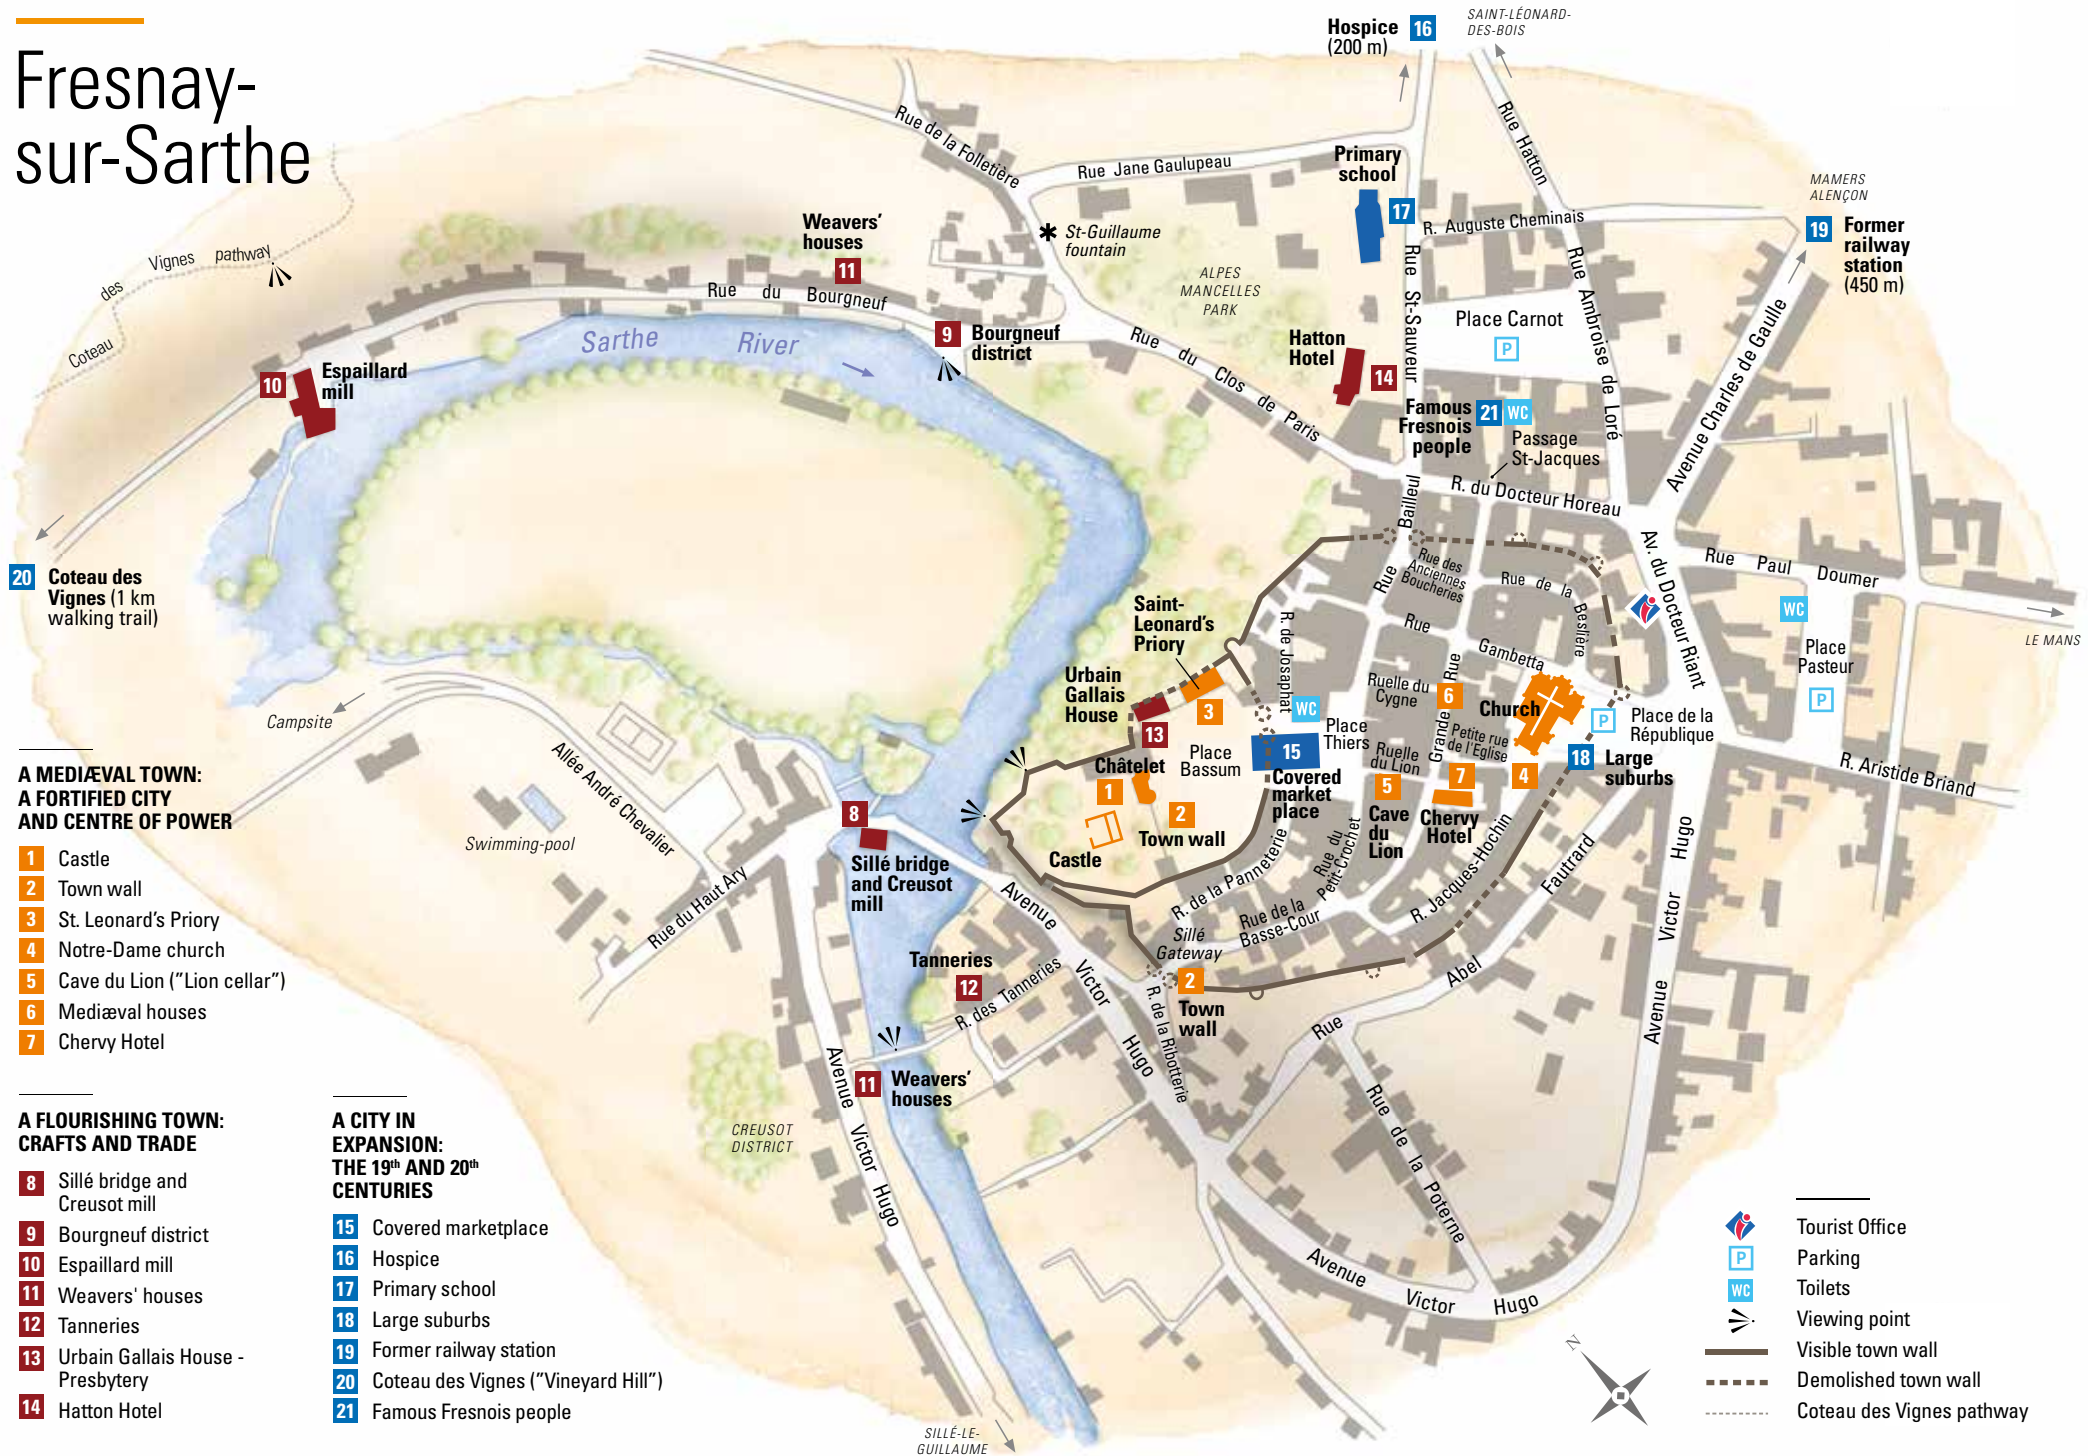 Fresnay-
sur-Sarthe
Hospice 16
(200 m)
SAINT-LÉONARD-
DES-BOIS
Rue Hatton
Rue de la Folletière
Rue Jane Gaulupeau
Primary
school
17
R. Auguste Cheminais
MAMERS
ALENÇON
19 Former
railway
station
(450 m)
Weavers'
houses
11
St-Guillaume
fountain
ALPES
MANCELLES
PARK
Rue St-Sauveur
Rue Ambroise de Loré
Avenue Charles de Gaulle
Place Carnot
P
Coteau des Vignes pathway
Rue du Bourgneuf
Sarthe River
9 Bourgneuf
district
Rue du Clos de Paris
Hatton
Hotel
14
Famous
Fresnois
people
21 WC
Passage
St-Jacques
10 Espaillard
mill
R. du Docteur Horeau
Rue Bailleul
Av. du Docteur Riant
Rue Paul Doumer
WC
LE MANS
Place
Pasteur
P
20 Coteau des
Vignes (1 km
walking trail)
Rue des
Anciennes
Boucheries
Rue de la Beslière
Rue Gambetta
Saint-
Leonard's
Priory
3
R. de Josaphat
WC
Urbain
Gallais
House
13
Ruelle du
Cygne
Grande Rue
6
Church
Petite rue
de l'Eglise
P
Place de la
République
18 Large
suburbs
R. Aristide Briand
Place
Thiers
Ruelle
du Lion
Place
Bassum
15
Covered
market
place
Châtelet
1
2
Town wall
Castle
5
Cave
du
Lion
7
Chervy
Hotel
4
Campsite
Allée André Chevalier
Swimming-pool
8
Sillé bridge
and Creusot
mill
Rue du Haut Ary
Avenue Victor Hugo
R. de la Panneterie
Rue du
Petit-Crochet
Rue de la
Basse-Cour
R. Jacques-Hochin
Rue Abel Fautrard
Avenue Victor Hugo
Sillé
Gateway
2
Town
wall
Tanneries
12
R. des Tanneries
R. de la Ribotterie
11 Weavers'
houses
Avenue Victor Hugo
CREUSOT
DISTRICT
Rue de la Poterne
Avenue Victor Hugo
SILLÉ-LE-
GUILLAUME
N
A MEDIÆVAL TOWN:
A FORTIFIED CITY
AND CENTRE OF POWER
1 Castle
2 Town wall
3 St. Leonard's Priory
4 Notre-Dame church
5 Cave du Lion ("Lion cellar")
6 Mediæval houses
7 Chervy Hotel
A FLOURISHING TOWN:
CRAFTS AND TRADE
8 Sillé bridge and
Creusot mill
9 Bourgneuf district
10 Espaillard mill
11 Weavers' houses
12 Tanneries
13 Urbain Gallais House -
Presbytery
14 Hatton Hotel
A CITY IN
EXPANSION:
THE 19th AND 20th
CENTURIES
15 Covered marketplace
16 Hospice
17 Primary school
18 Large suburbs
19 Former railway station
20 Coteau des Vignes ("Vineyard Hill")
21 Famous Fresnois people
Tourist Office
P Parking
WC Toilets
Viewing point
Visible town wall
Demolished town wall
Coteau des Vignes pathway